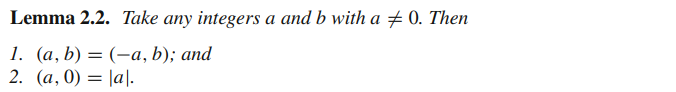 Lemma 2.2. Take any integers a and b with a ≠ 0. Then
1. (a, b) = (−a, b); and
2. (a, 0) = |a|.